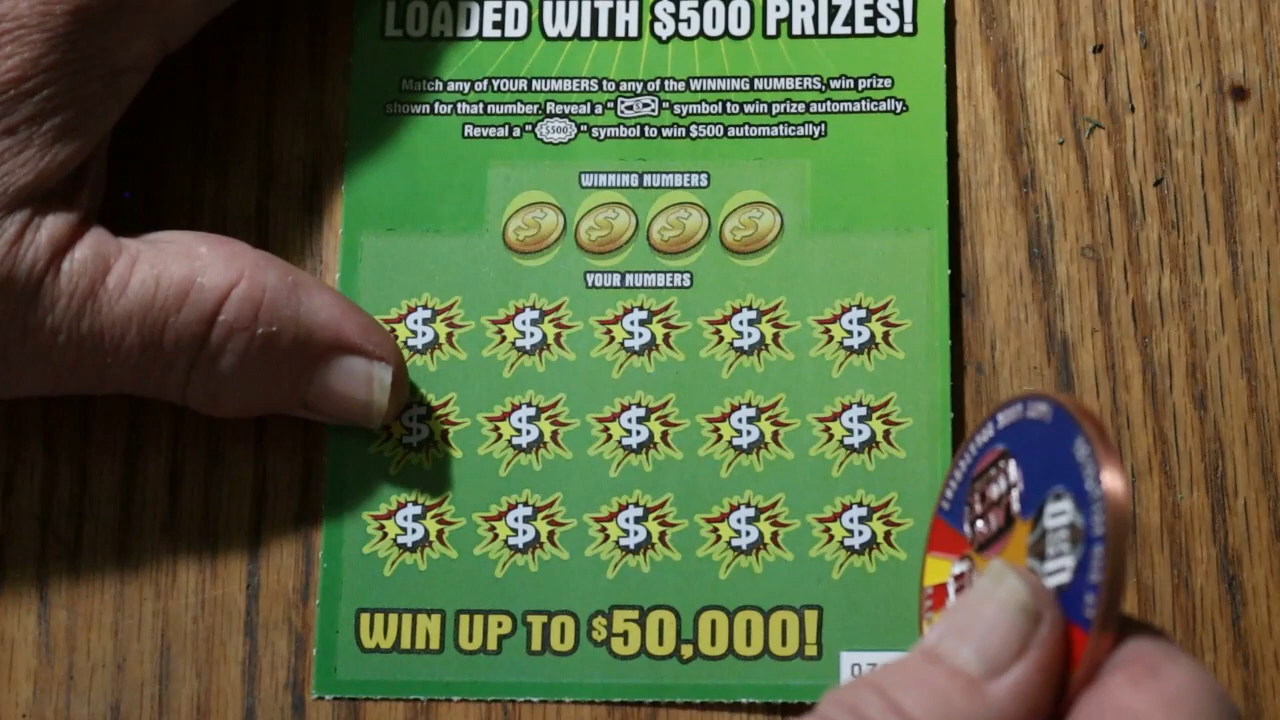 LOADED WITH $500 PRIZES!
Match any of YOUR NUMBERS to any of the WINNING NUMBERS, win prize
shown for that number. Reveal a " " symbol to win prize automatically.
Reveal a " $500 " symbol to win $500 automatically!
WINNING NUMBERS
$ $ $ $
YOUR NUMBERS
$ $ $ $ $
$ $ $ $ $
$ $ $ $ $
WIN UP TO $50,000!